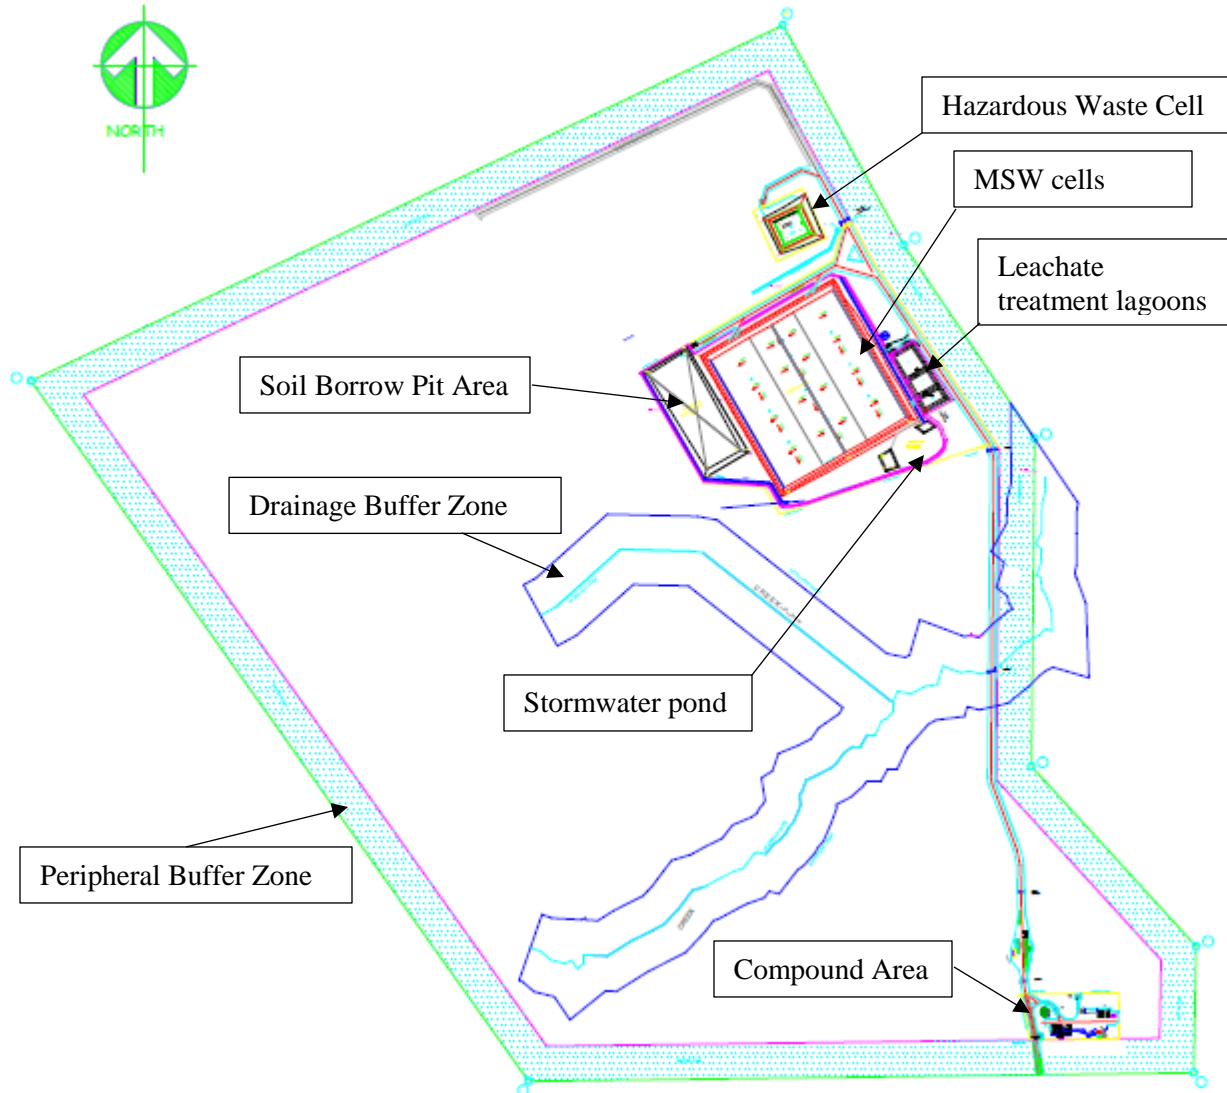 NORTH
Hazardous Waste Cell
MSW cells
Leachate
treatment lagoons
Soil Borrow Pit Area
Drainage Buffer Zone
Stormwater pond
Peripheral Buffer Zone
CREEK
Compound Area